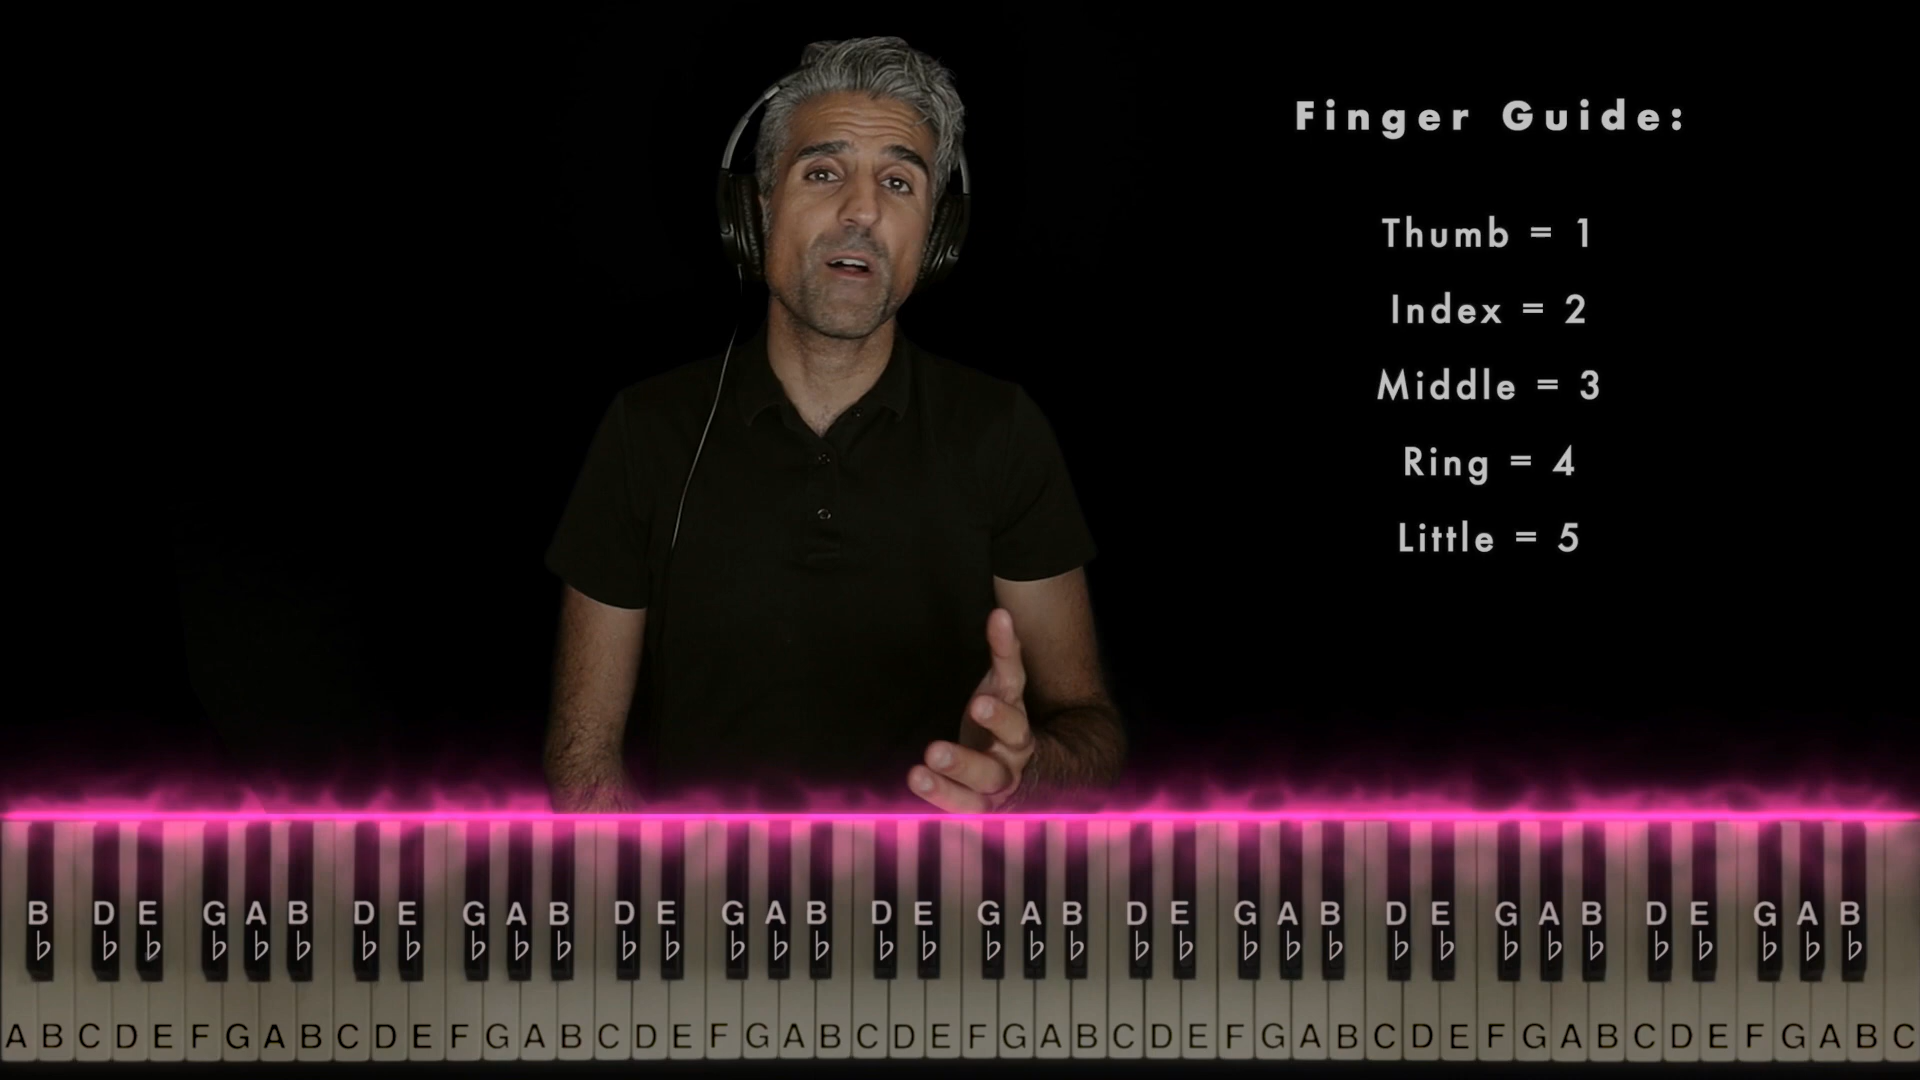 Finger Guide:
Thumb = 1
Index = 2
Middle = 3
Ring = 4
Little = 5
B D E G A B D E G A B D E G A B D E G A B D E G A B D E G A B D E G A B
♭ ♭ ♭ ♭ ♭ ♭ ♭ ♭ ♭ ♭ ♭ ♭ ♭ ♭ ♭ ♭ ♭ ♭ ♭ ♭ ♭ ♭ ♭ ♭ ♭ ♭ ♭ ♭ ♭ ♭ ♭ ♭ ♭ ♭ ♭ ♭
A B C D E F G A B C D E F G A B C D E F G A B C D E F G A B C D E F G A B C D E F G A B C D E F G A B C